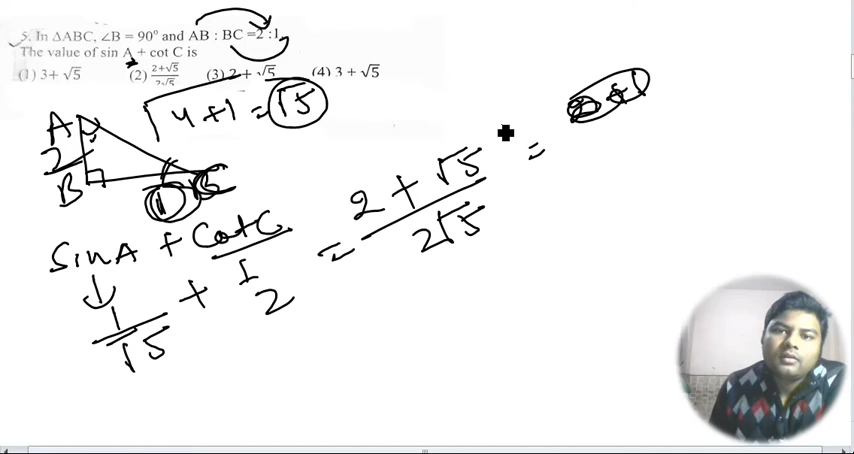 5. In ΔABC, ∠B = 90° and AB : BC = 2 : 1.
The value of sin A + cot C is
(1) 3+ √5 (2) 2+√5 / 2√5 (3) 2 + √5 (4) 3 + √5
√4+1 = √5
A
2
B
1
sin A + cot C = 2 + √5 / 2√5 =
1/√5 + 1/2